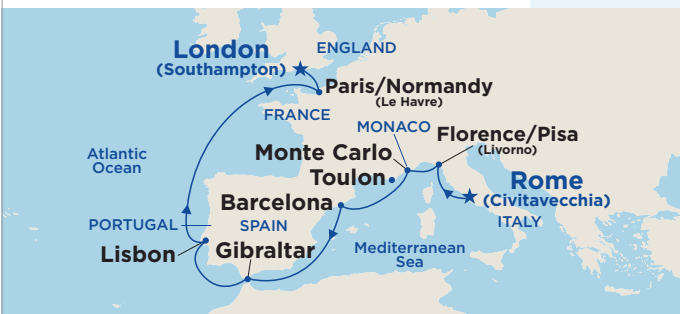 London
(Southampton)
ENGLAND
Paris/Normandy
(Le Havre)
FRANCE
MONACO
Florence/Pisa
(Livorno)
Monte Carlo
Toulon
Rome
(Civitavecchia)
ITALY
Atlantic
Ocean
Barcelona
PORTUGAL
SPAIN
Lisbon
Gibraltar
Mediterranean
Sea